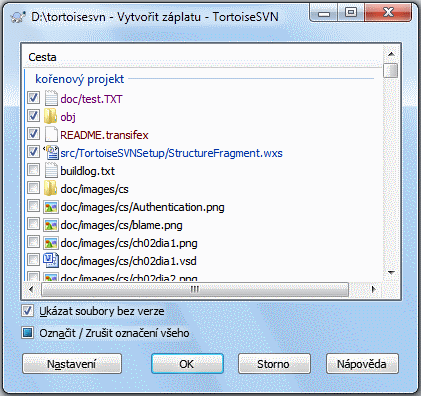 D:\tortoisesvn - Vytvořit záplatu - TortoiseSVN
Cesta
kořenový projekt
doc/test.TXT
obj
README.transifex
src/TortoiseSVNSetup/StructureFragment.wxs
buildlog.txt
doc/images/cs
doc/images/cs/Authentication.png
doc/images/cs/blame.png
doc/images/cs/ch02dia1.png
doc/images/cs/ch02dia1.vsd
doc/images/cs/ch02dia2.png
Ukázat soubory bez verze
Označit / Zrušit označení všeho
Nastavení
OK
Storno
Nápověda